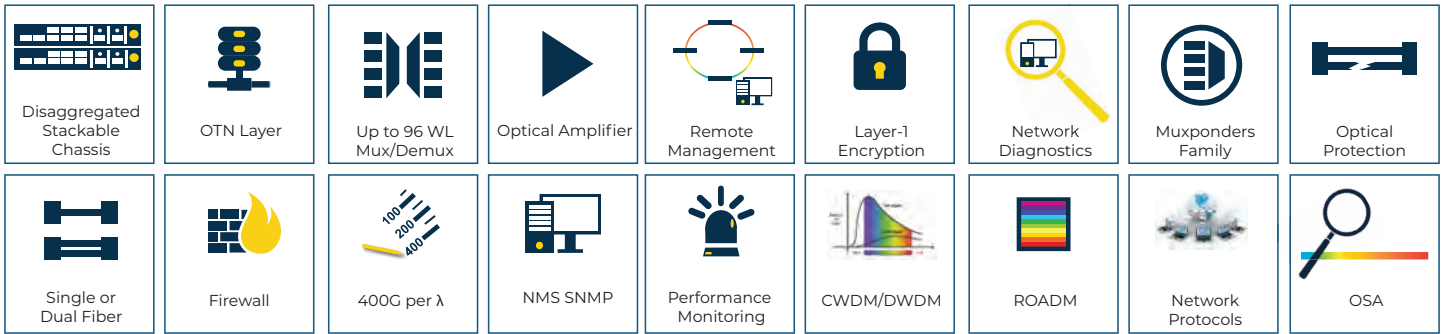 Disaggregated
Stackable
Chassis
OTN Layer
Up to 96 WL
Mux/Demux
Optical Amplifier
Remote
Management
Layer-1
Encryption
Network
Diagnostics
Muxponders
Family
Optical
Protection
Single or
Dual Fiber
Firewall
100
200
400
400G per λ
NMS SNMP
Performance
Monitoring
CWDM/DWDM
ROADM
Network
Protocols
OSA